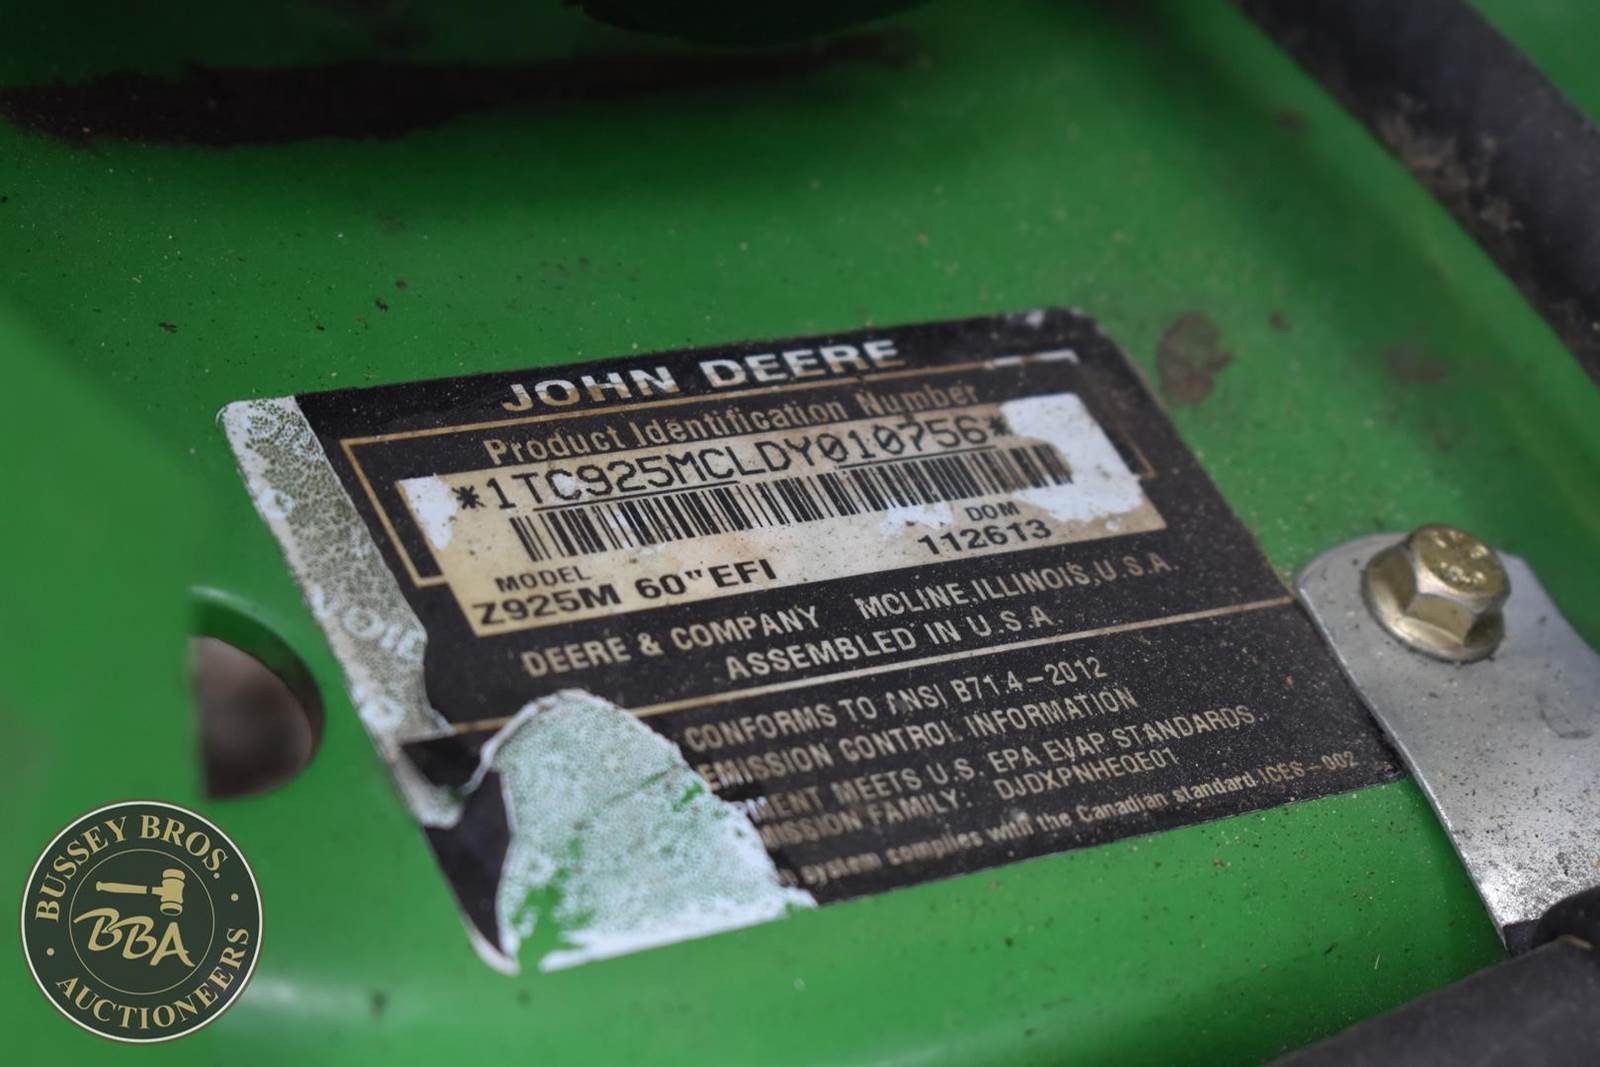 JOHN DEERE
Product Identification Number
*1TC925MCLDY010756*
DOM
112613
MODEL
Z925M 60"EFI
DEERE & COMPANY MOLINE, ILLINOIS, U.S.A.
ASSEMBLED IN U.S.A.
CONFORMS TO ANSI B71.4-2012
EMISSION CONTROL INFORMATION
MEETS U.S. EPA EVAP STANDARDS.
FAMILY: DJDXPNHEQE01
system complies with the Canadian standard ICES-002
BUSSEY BROS.
BBA
AUCTIONEERS